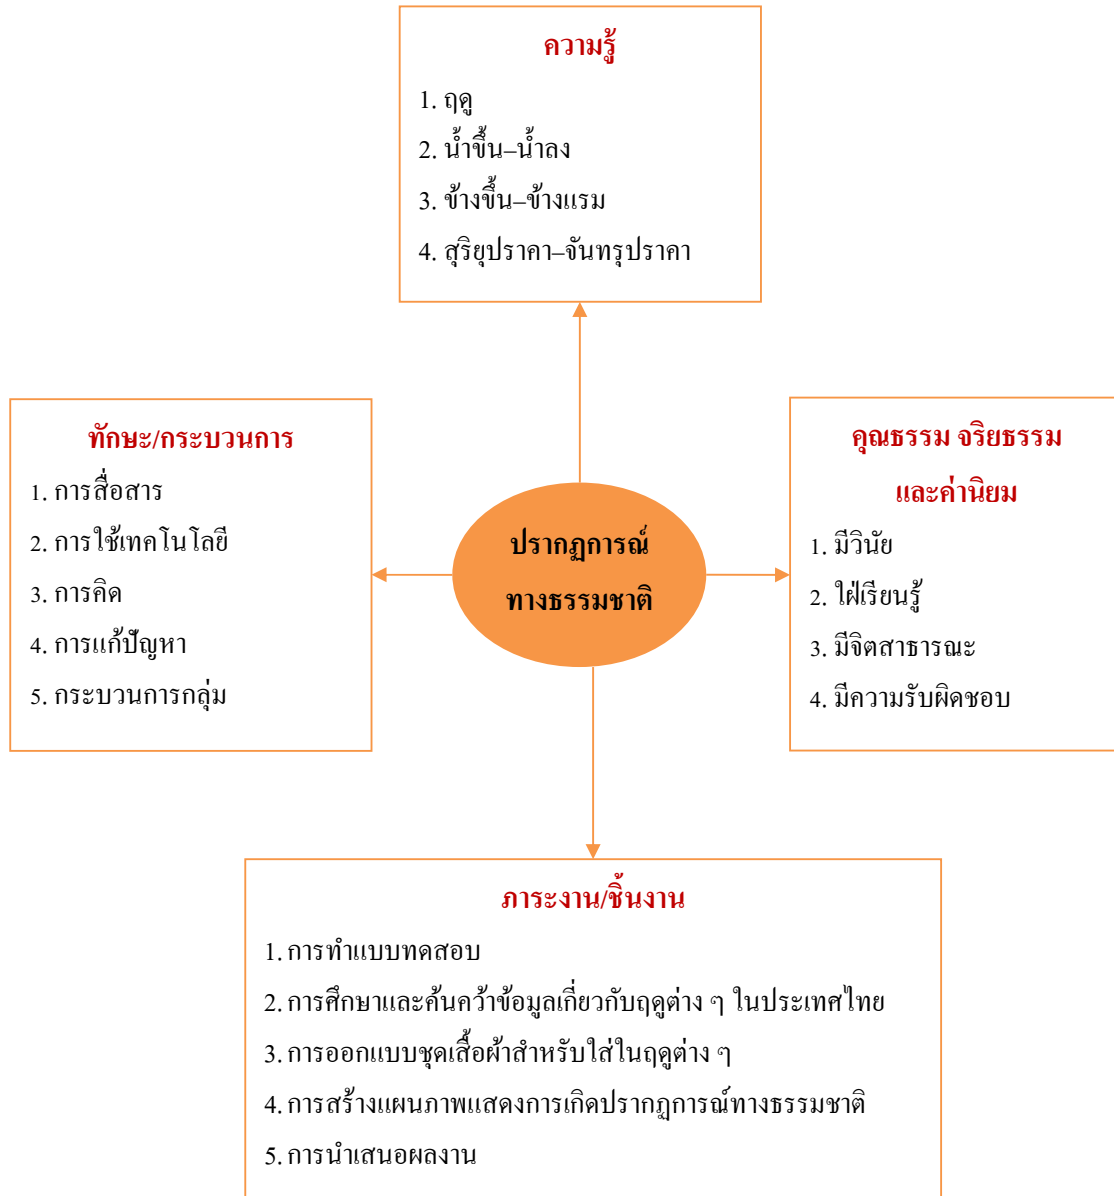 ความรู้
1. ฤดู
2. น้ำขึ้น–น้ำลง
3. ข้างขึ้น–ข้างแรม
4. สุริยุปราคา–จันทรุปราคา
ทักษะ/กระบวนการ
1. การสื่อสาร
2. การใช้เทคโนโลยี
3. การคิด
4. การแก้ปัญหา
5. กระบวนการกลุ่ม
ปรากฏการณ์
ทางธรรมชาติ
คุณธรรม จริยธรรม
และค่านิยม
1. มีวินัย
2. ใฝ่เรียนรู้
3. มีจิตสาธารณะ
4. มีความรับผิดชอบ
ภาระงาน/ชิ้นงาน
1. การทำแบบทดสอบ
2. การศึกษาและค้นคว้าข้อมูลเกี่ยวกับฤดูต่าง ๆ ในประเทศไทย
3. การออกแบบชุดเสื้อผ้าสำหรับใส่ในฤดูต่าง ๆ
4. การสร้างแผนภาพแสดงการเกิดปรากฏการณ์ทางธรรมชาติ
5. การนำเสนอผลงาน